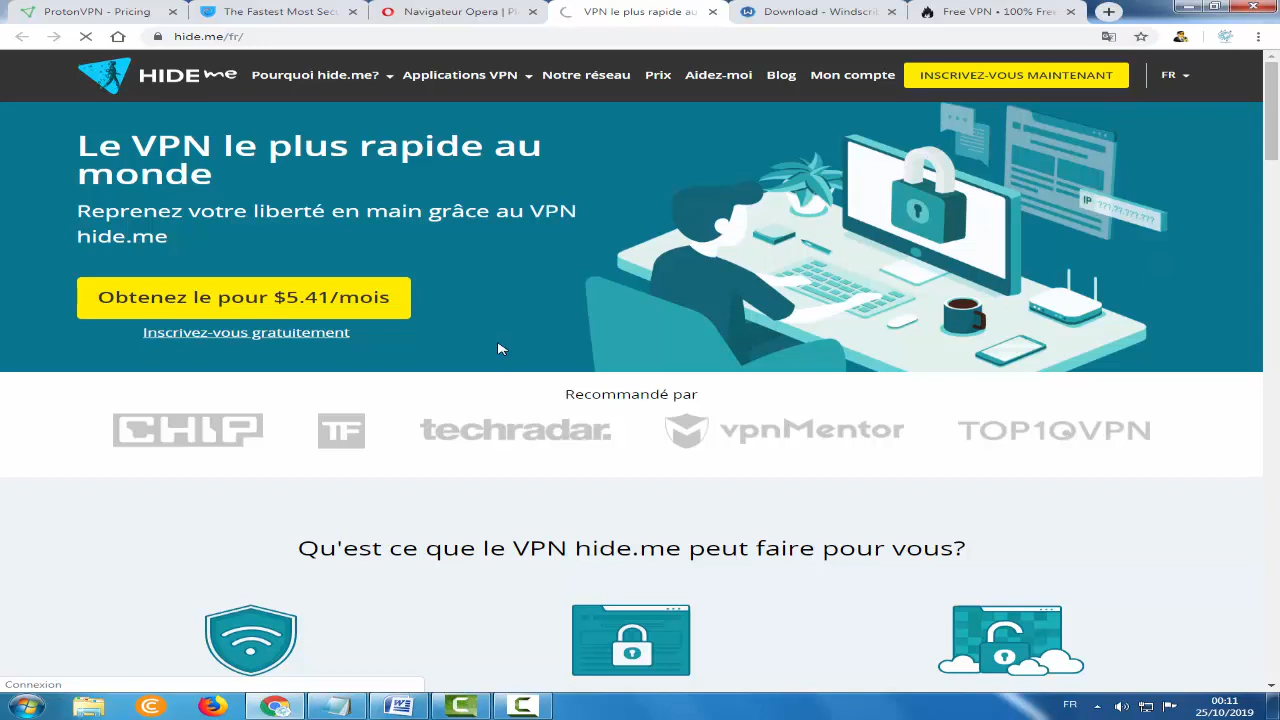 ProtonVPN - Pricing
The Fastest Most Sec
Navigateur Opera | Pl
VPN le plus rapide au
Download - Windscrib
Free VPN • 100% Free
hide.me/fr/
HIDE me
Pourquoi hide.me?
Applications VPN
Notre réseau
Prix
Aidez-moi
Blog
Mon compte
INSCRIVEZ-VOUS MAINTENANT
FR
Le VPN le plus rapide au
monde
Reprenez votre liberté en main grâce au VPN
hide.me
Obtenez le pour $5.41/mois
Inscrivez-vous gratuitement
IP ???.??.???.???
Recommandé par
CHIP
TF
techradar.
vpnMentor
TOP10VPN
Qu'est ce que le VPN hide.me peut faire pour vous?
Connexion
FR
00:11
25/10/2019